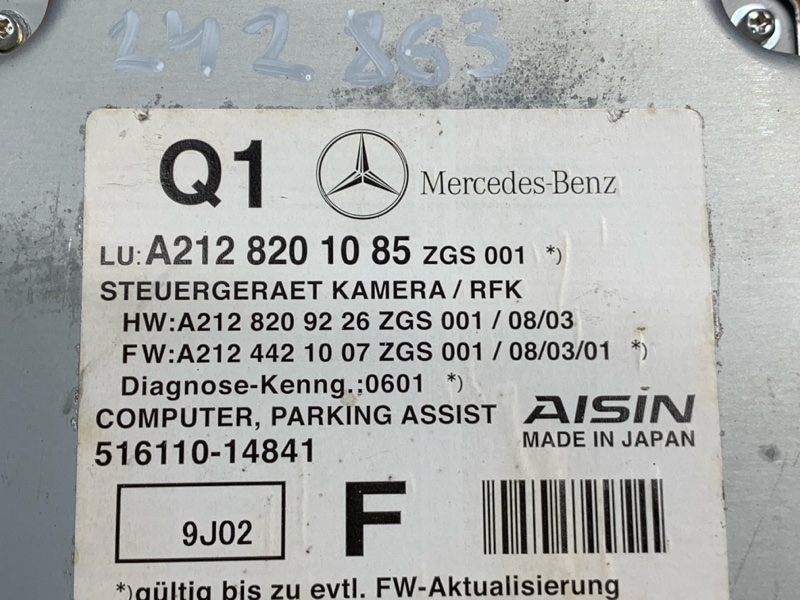 242 863
Q1 Mercedes-Benz
LU: A212 820 10 85 ZGS 001 *)
STEUERGERAET KAMERA / RFK
HW:A212 820 92 26 ZGS 001 / 08/03
FW:A212 442 10 07 ZGS 001 / 08/03/01 *)
Diagnose-Kenng.:0601 *)
COMPUTER, PARKING ASSIST AISIN
516110-14841 MADE IN JAPAN
9J02 F
*)gültig bis zu evtl. FW-Aktualisierung